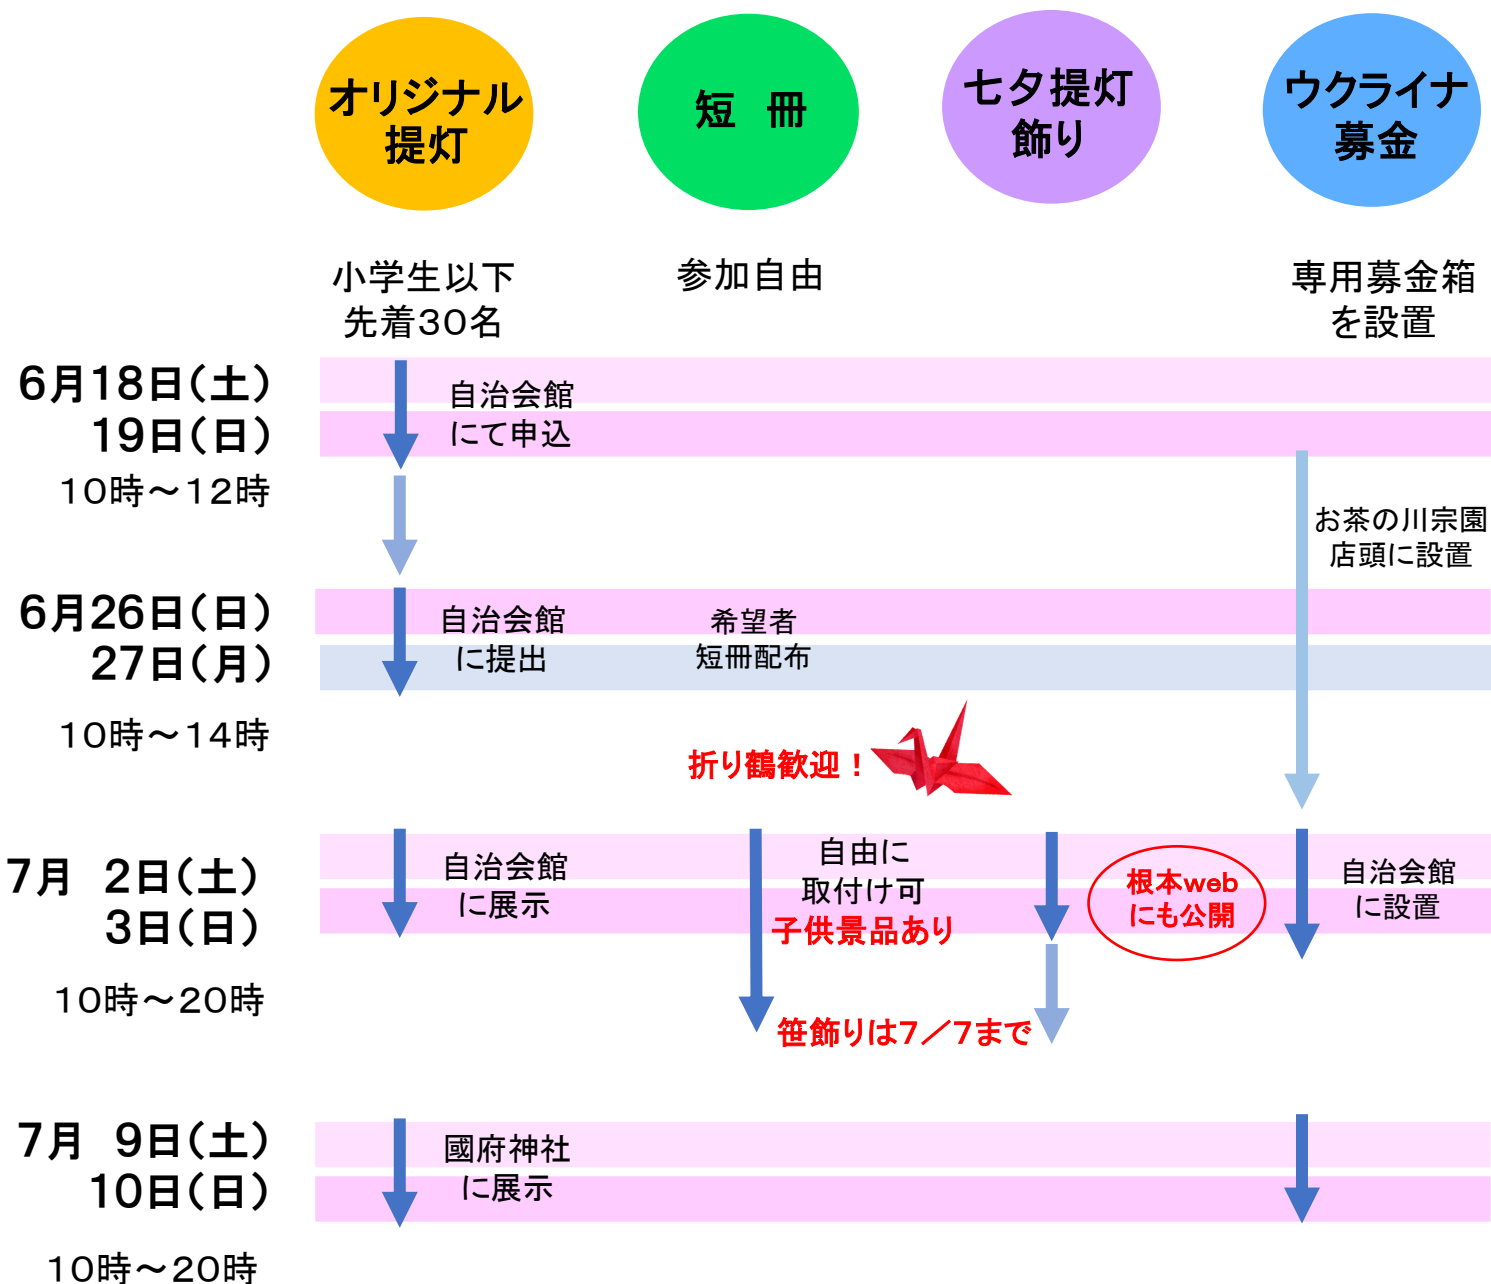 オリジナル
提灯
短　冊
七夕提灯
飾り
ウクライナ
募金
小学生以下
先着３０名
参加自由
専用募金箱
を設置
６月１８日（土）
１９日（日）
１０時～１２時
自治会館
にて申込
お茶の川宗園
店頭に設置
６月２６日（日）
２７日（月）
１０時～１４時
自治会館
に提出
希望者
短冊配布
折り鶴歓迎！
７月　２日（土）
３日（日）
１０時～２０時
自治会館
に展示
自由に
取付け可
子供景品あり
根本web
にも公開
自治会館
に設置
笹飾りは７／７まで
７月　９日（土）
１０日（日）
１０時～２０時
國府神社
に展示